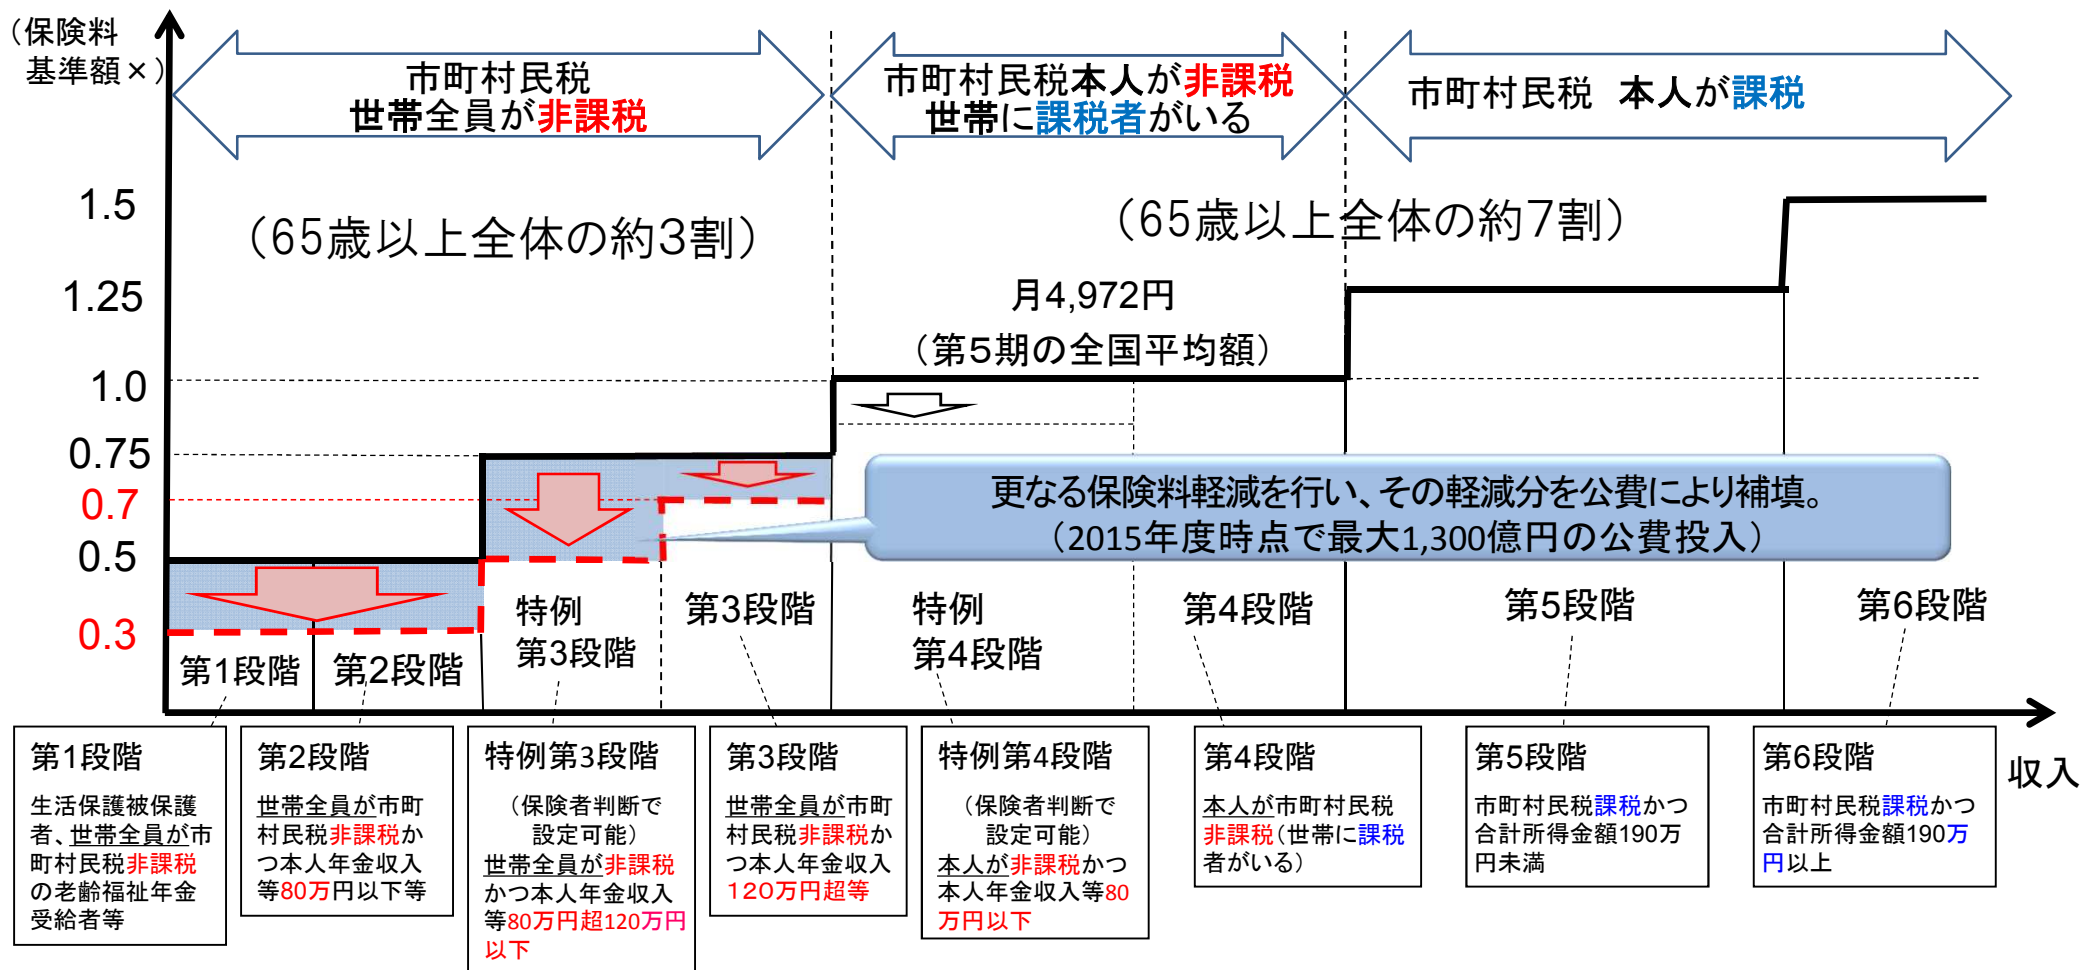 （保険料
基準額×）
市町村民税
世帯全員が非課税
市町村民税本人が非課税
世帯に課税者がいる
市町村民税　本人が課税
（65歳以上全体の約3割）
（65歳以上全体の約7割）
1.5
1.25
1.0
0.75
0.7
0.5
0.3
月4,972円
（第5期の全国平均額）
更なる保険料軽減を行い、その軽減分を公費により補填。
（2015年度時点で最大1,300億円の公費投入）
第1段階
第2段階
特例
第3段階
第3段階
特例
第4段階
第4段階
第5段階
第6段階
収入
第1段階
生活保護被保護
者、世帯全員が市
町村民税非課税
の老齢福祉年金
受給者等
第2段階
世帯全員が市町
村民税非課税か
つ本人年金収入
等80万円以下等
特例第3段階
（保険者判断で
設定可能）
世帯全員が非課税
かつ本人年金収入
等80万円超120万円
以下
第3段階
世帯全員が市町
村民税非課税か
つ本人年金収入
120万円超等
特例第4段階
（保険者判断で
設定可能）
本人が非課税かつ
本人年金収入等80
万円以下
第4段階
本人が市町村民税
非課税（世帯に課税
者がいる）
第5段階
市町村民税課税かつ
合計所得金額190万
円未満
第6段階
市町村民税課税かつ
合計所得金額190万
円以上